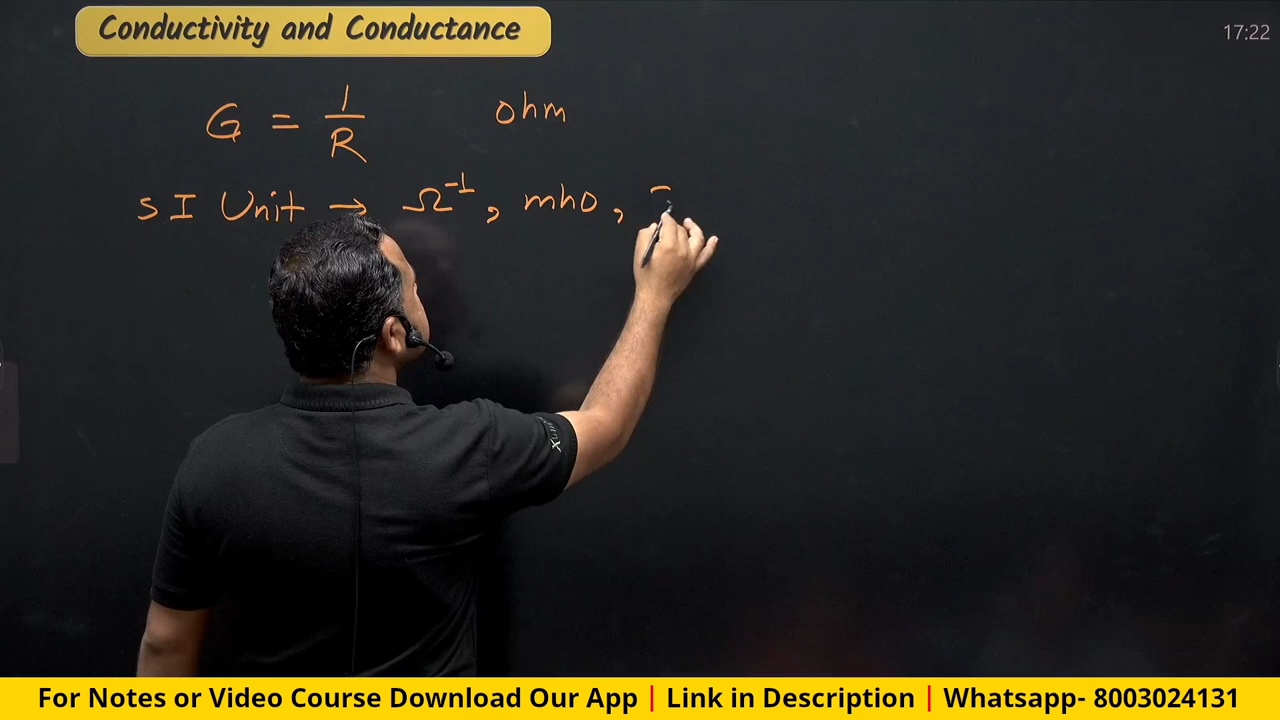 Conductivity and Conductance
17:22
G = 1/R
ohm
SI Unit → Ω⁻¹, mho,
For Notes or Video Course Download Our App | Link in Description | Whatsapp- 8003024131